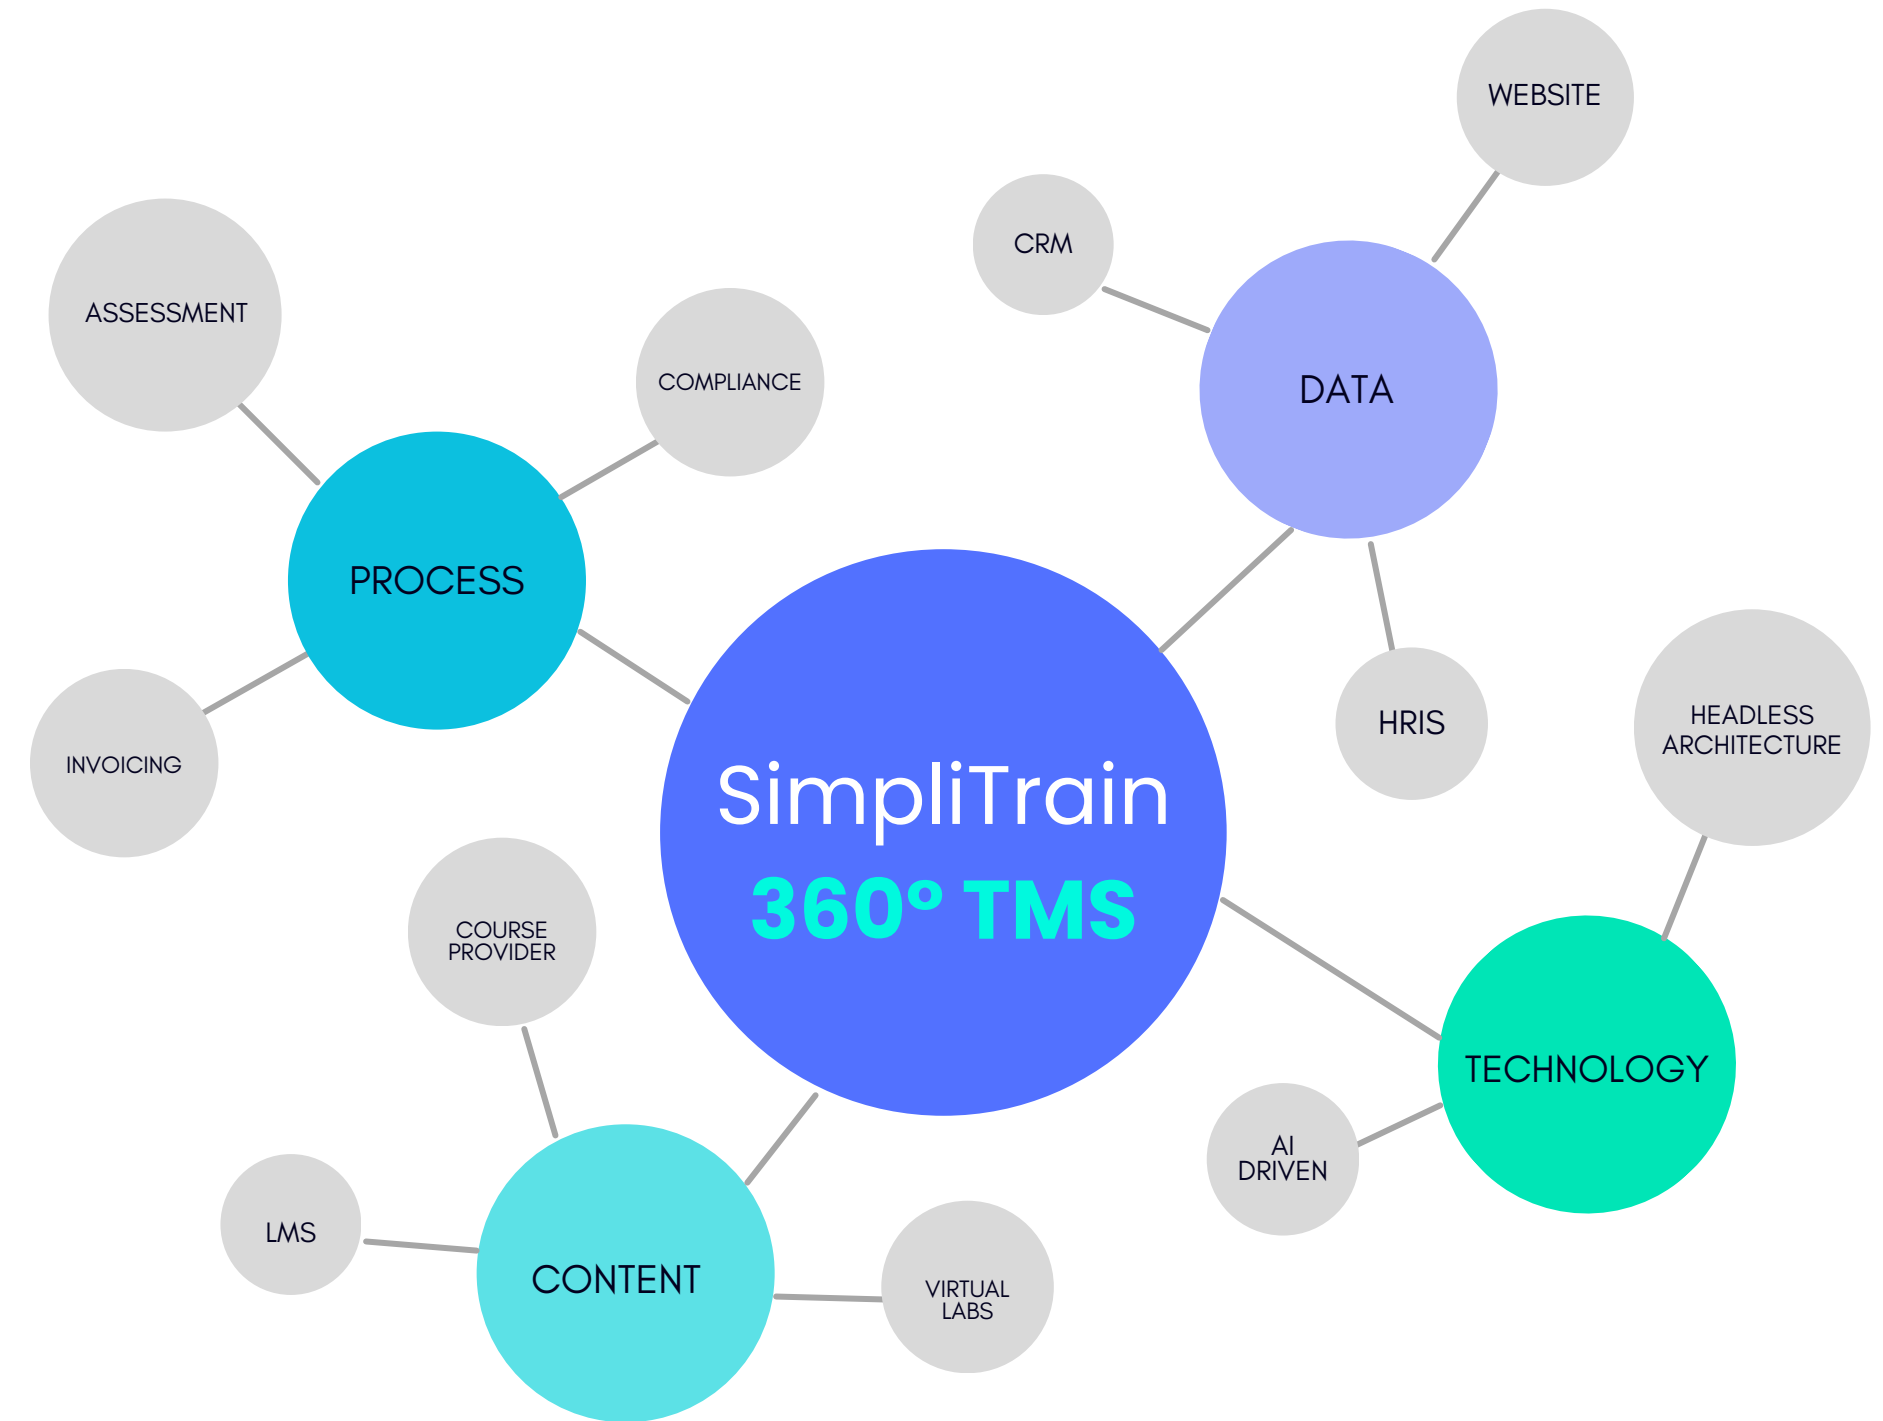 WEBSITE
CRM
DATA
ASSESSMENT
COMPLIANCE
PROCESS
INVOICING
HRIS
HEADLESS
ARCHITECTURE
SimpliTrain
360° TMS
COURSE
PROVIDER
TECHNOLOGY
AI
DRIVEN
LMS
CONTENT
VIRTUAL
LABS